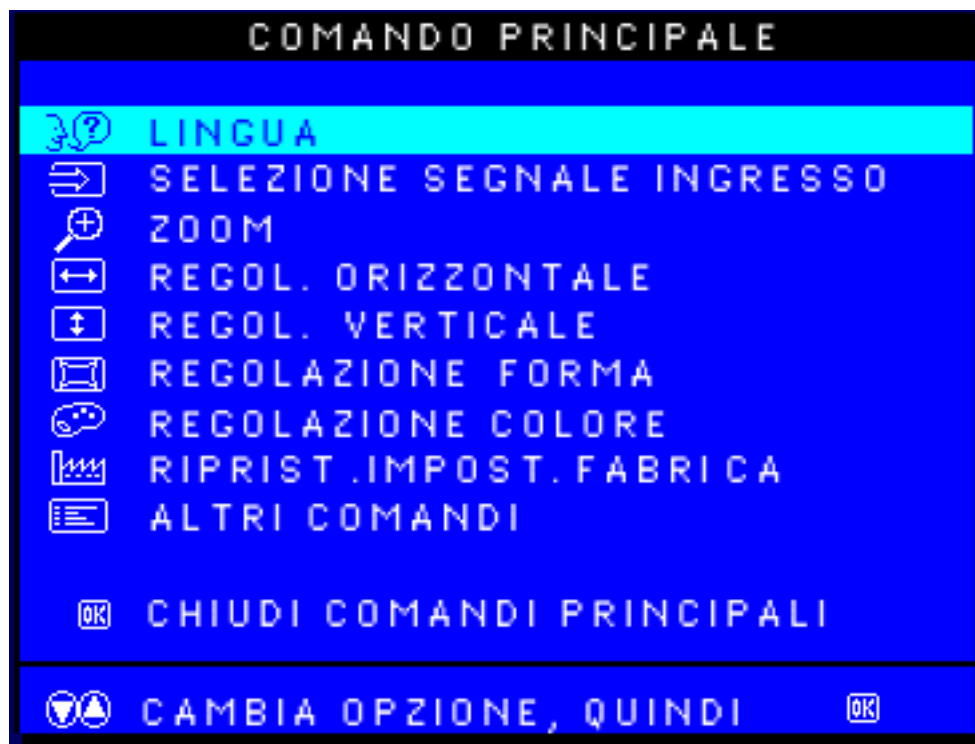 COMANDO PRINCIPALE
LINGUA
SELEZIONE SEGNALE INGRESSO
ZOOM
REGOL. ORIZZONTALE
REGOL. VERTICALE
REGOLAZIONE FORMA
REGOLAZIONE COLORE
RIPRIST.IMPOST.FABRICA
ALTRI COMANDI
OK CHIUDI COMANDI PRINCIPALI
CAMBIA OPZIONE, QUINDI OK